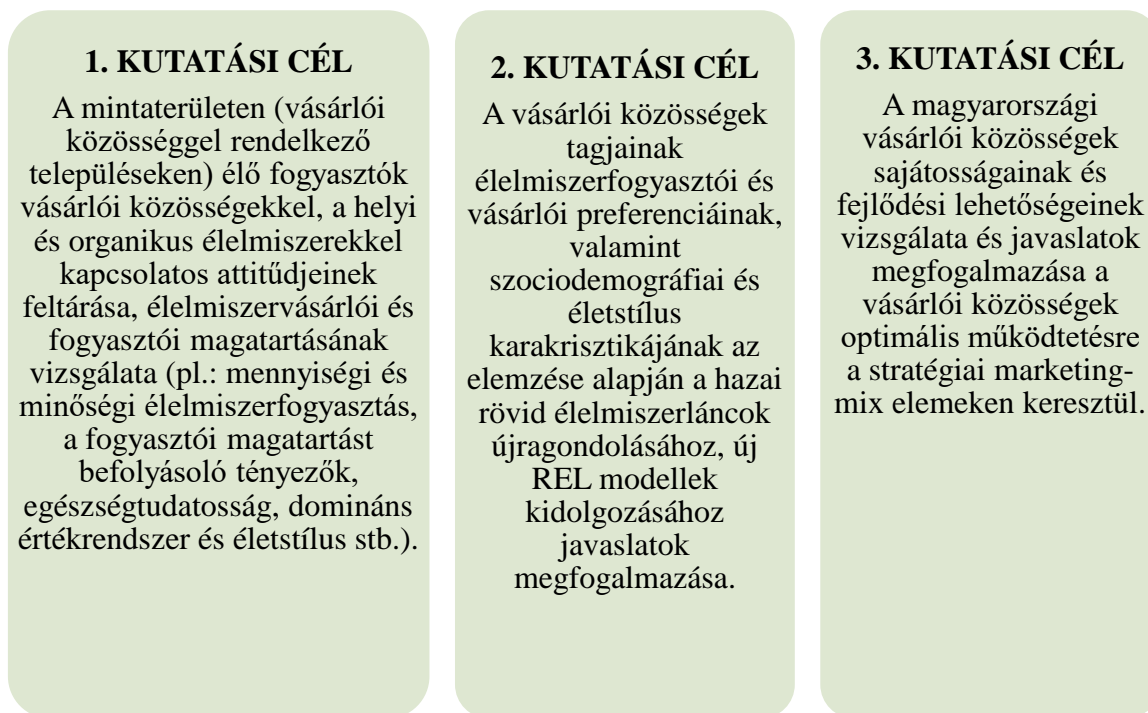 1. KUTATÁSI CÉL
A mintaterületen (vásárlói
közösséggel rendelkező
településeken) élő fogyasztók
vásárlói közösségekkel, a helyi
és organikus élelmiszerekkel
kapcsolatos attitűdjeinek
feltárása, élelmiszervásárlói és
fogyasztói magatartásának
vizsgálata (pl.: mennyiségi és
minőségi élelmiszerfogyasztás,
a fogyasztói magatartást
befolyásoló tényezők,
egészségtudatosság, domináns
értékrendszer és életstílus stb.).
2. KUTATÁSI CÉL
A vásárlói közösségek
tagjainak
élelmiszerfogyasztói és
vásárlói preferenciáinak,
valamint
szociodemográfiai és
életstílus
karakrisztikájának az
elemzése alapján a hazai
rövid élelmiszerláncok
újragondolásához, új
REL modellek
kidolgozásához
javaslatok
megfogalmazása.
3. KUTATÁSI CÉL
A magyarországi
vásárlói közösségek
sajátosságainak és
fejlődési lehetőségeinek
vizsgálata és javaslatok
megfogalmazása a
vásárlói közösségek
optimális működtetésre
a stratégiai marketing-
mix elemeken keresztül.